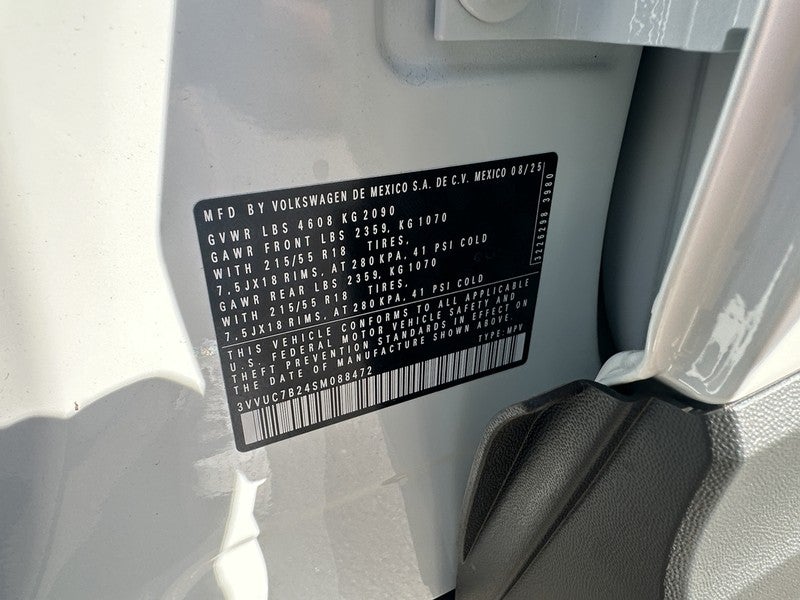 MFD BY VOLKSWAGEN DE MEXICO S.A. DE C.V. MEXICO 08/25
GVWR LBS 4608 KG 2090
GAWR FRONT LBS 2359, KG 1070
WITH 215/55 R18 TIRES,
7.5JX18 RIMS, AT 280 KPA, 41 PSI COLD
GAWR REAR LBS 2359, KG 1070
WITH 215/55 R18 TIRES,
7.5JX18 RIMS, AT 280 KPA, 41 PSI COLD
THIS VEHICLE CONFORMS TO ALL APPLICABLE
U.S. FEDERAL MOTOR VEHICLE SAFETY AND
THEFT PREVENTION STANDARDS IN EFFECT ON
THE DATE OF MANUFACTURE SHOWN ABOVE.
3VVUC7B24SM088472 TYPE: MPV
3226298 3980